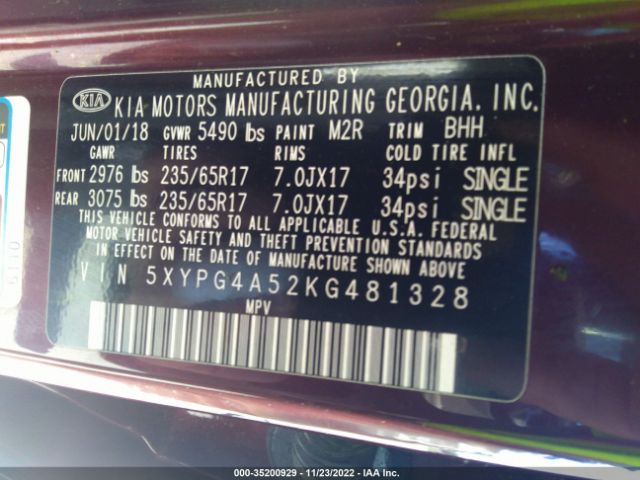 MANUFACTURED BY
KIA KIA MOTORS MANUFACTURING GEORGIA. INC.
JUN/01/18 GVWR 5490 lbs PAINT M2R TRIM BHH
GAWR TIRES RIMS COLD TIRE INFL
FRONT 2976 lbs 235/65R17 7.0JX17 34psi SINGLE
REAR 3075 lbs 235/65R17 7.0JX17 34psi SINGLE
THIS VEHICLE CONFORMS TO ALL APPLICABLE U.S.A. FEDERAL
MOTOR VEHICLE SAFETY AND THEFT PREVENTION STANDARDS
IN EFFECT ON THE DATE OF MANUFACTURE SHOWN ABOVE
VIN 5XYPG4A52KG481328
MPV
000-35200929 - 11/23/2022 - IAA Inc.